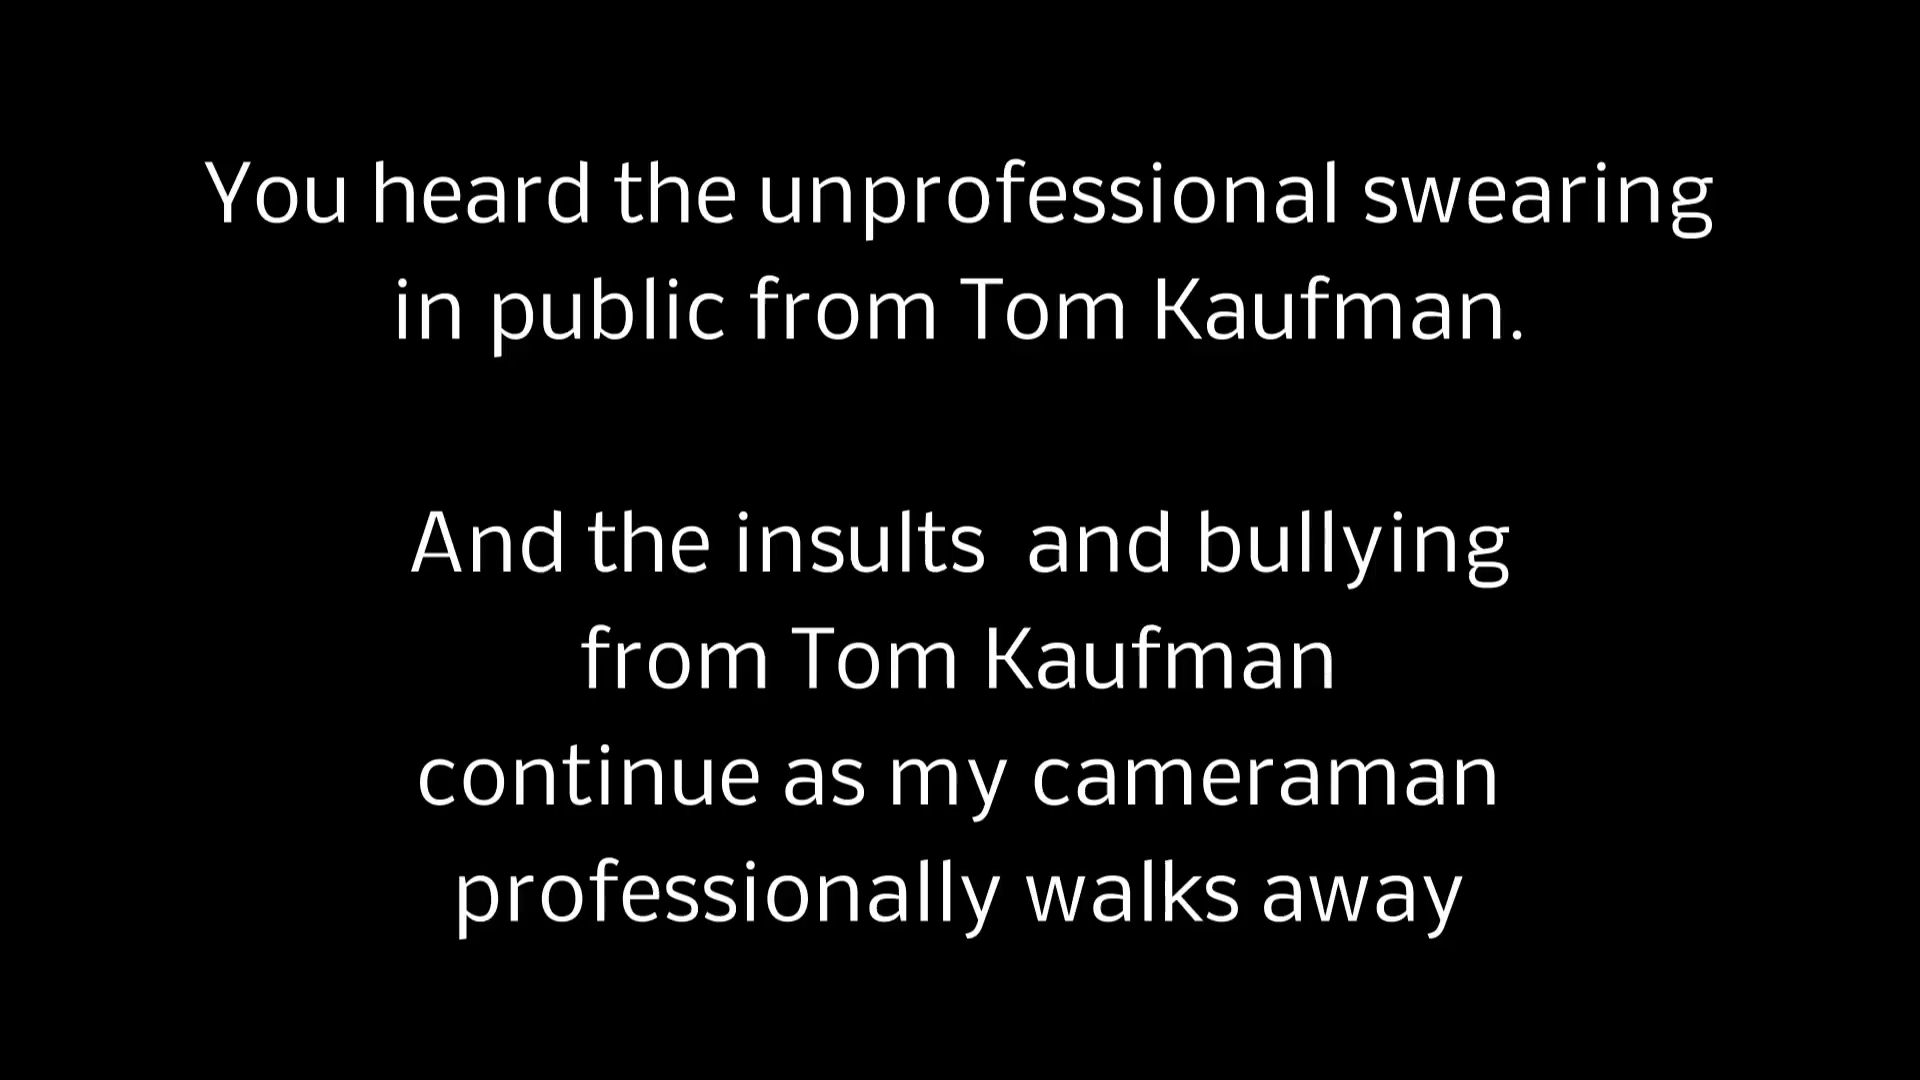 You heard the unprofessional swearing
in public from Tom Kaufman.
And the insults  and bullying
from Tom Kaufman
continue as my cameraman
professionally walks away